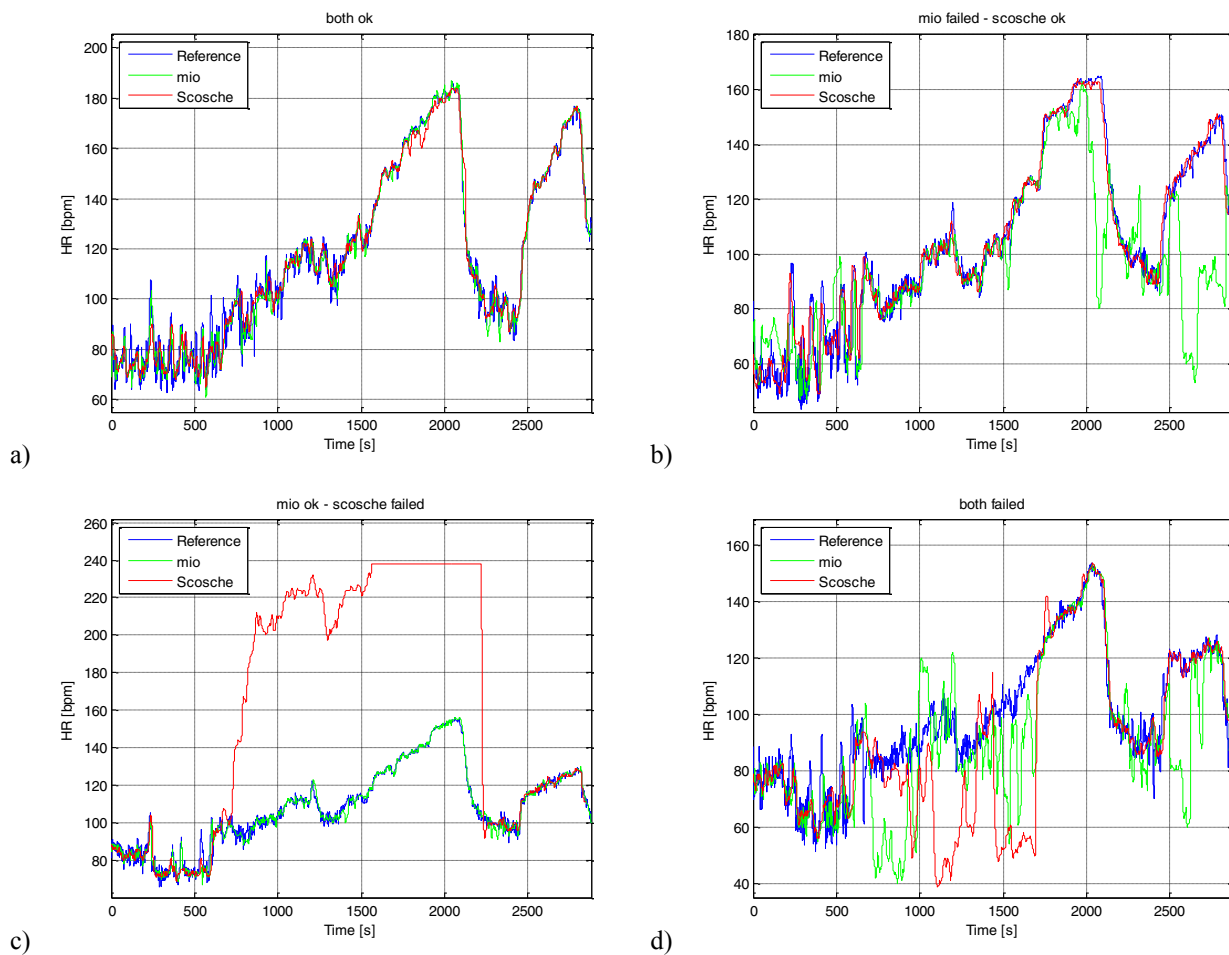 both ok
HR [bpm]
200
180
160
140
120
100
80
60
Reference
mio
Scosche
0 500 1000 1500 2000 2500
Time [s]
a)
mio failed - scosche ok
HR [bpm]
180
160
140
120
100
80
60
Reference
mio
Scosche
0 500 1000 1500 2000 2500
Time [s]
b)
mio ok - scosche failed
HR [bpm]
260
240
220
200
180
160
140
120
100
80
Reference
mio
Scosche
0 500 1000 1500 2000 2500
Time [s]
c)
both failed
HR [bpm]
160
140
120
100
80
60
40
Reference
mio
Scosche
0 500 1000 1500 2000 2500
Time [s]
d)